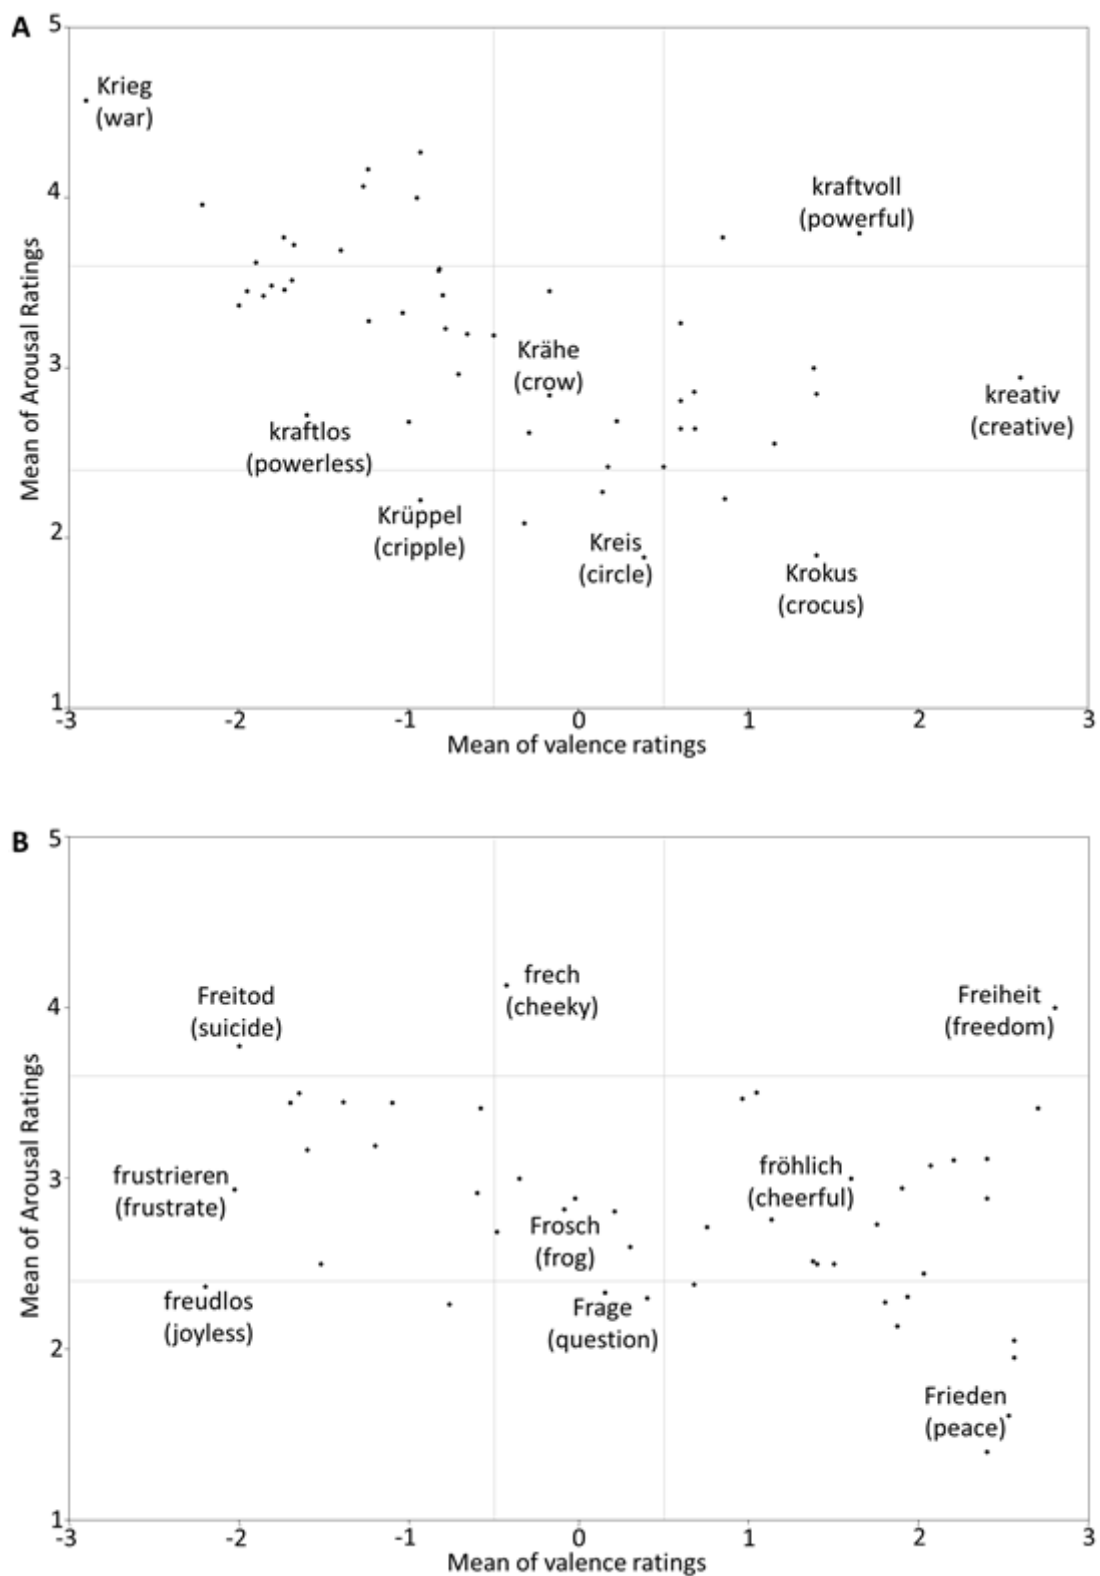 A
5
Krieg
(war)
4
kraftvoll
(powerful)
Mean of Arousal Ratings
3
Krähe
(crow)
kreativ
(creative)
kraftlos
(powerless)
2
Krüppel
(cripple)
Kreis
(circle)
Krokus
(crocus)
1
-3 -2 -1 0 1 2 3
Mean of valence ratings
B
5
frech
(cheeky)
Freitod
(suicide)
Freiheit
(freedom)
4
Mean of Arousal Ratings
3
frustrieren
(frustrate)
fröhlich
(cheerful)
Frosch
(frog)
freudlos
(joyless)
Frage
(question)
2
Frieden
(peace)
1
-3 -2 -1 0 1 2 3
Mean of valence ratings